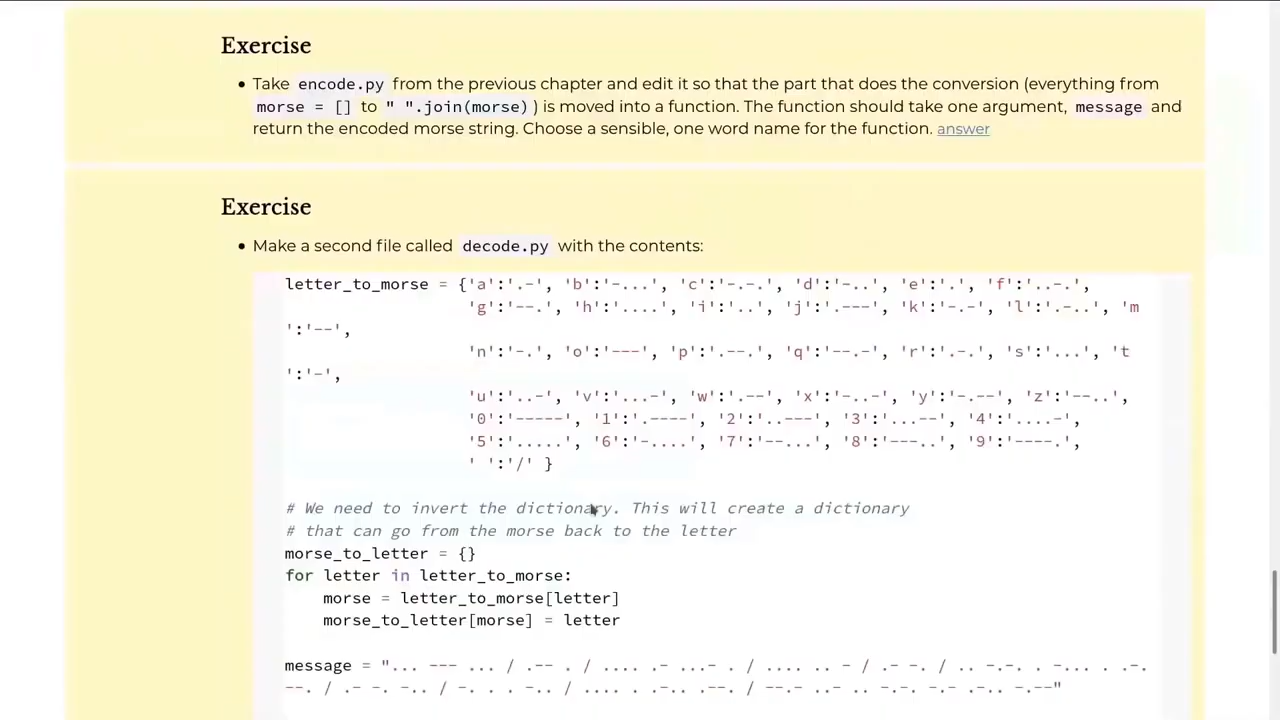 Exercise
• Take encode.py from the previous chapter and edit it so that the part that does the conversion (everything from
morse = [] to " ".join(morse) ) is moved into a function. The function should take one argument, message and
return the encoded morse string. Choose a sensible, one word name for the function. answer
Exercise
• Make a second file called decode.py with the contents:
letter_to_morse = {'a':'.-', 'b':'-...', 'c':'-.-.', 'd':'-..', 'e':'.', 'f':'..-.',
'g':'--.', 'h':'....', 'i':'..', 'j':'.---', 'k':'-.-', 'l':'.-..', 'm
':'--',
'n':'-.', 'o':'---', 'p':'.--.', 'q':'--.-', 'r':'.-.', 's':'...', 't
':'-',
'u':'..-', 'v':'...-', 'w':'.--', 'x':'-..-', 'y':'-.--', 'z':'--..',
'0':'-----', '1':'.----', '2':'..---', '3':'...--', '4':'....-',
'5':'.....', '6':'-....', '7':'--...', '8':'---..', '9':'----.',
' ':'/' }
# We need to invert the dictionary. This will create a dictionary
# that can go from the morse back to the letter
morse_to_letter = {}
for letter in letter_to_morse:
morse = letter_to_morse[letter]
morse_to_letter[morse] = letter
message = "... --- ... / .-- . / .... .- ...- . / .... .. - / .- -. / .. -.-. . -... . .-.
--. / .- -. -.. / -. . . -.. / .... . .-.. .--. / --.- ..- .. -.-. -.- .-.. -.--"